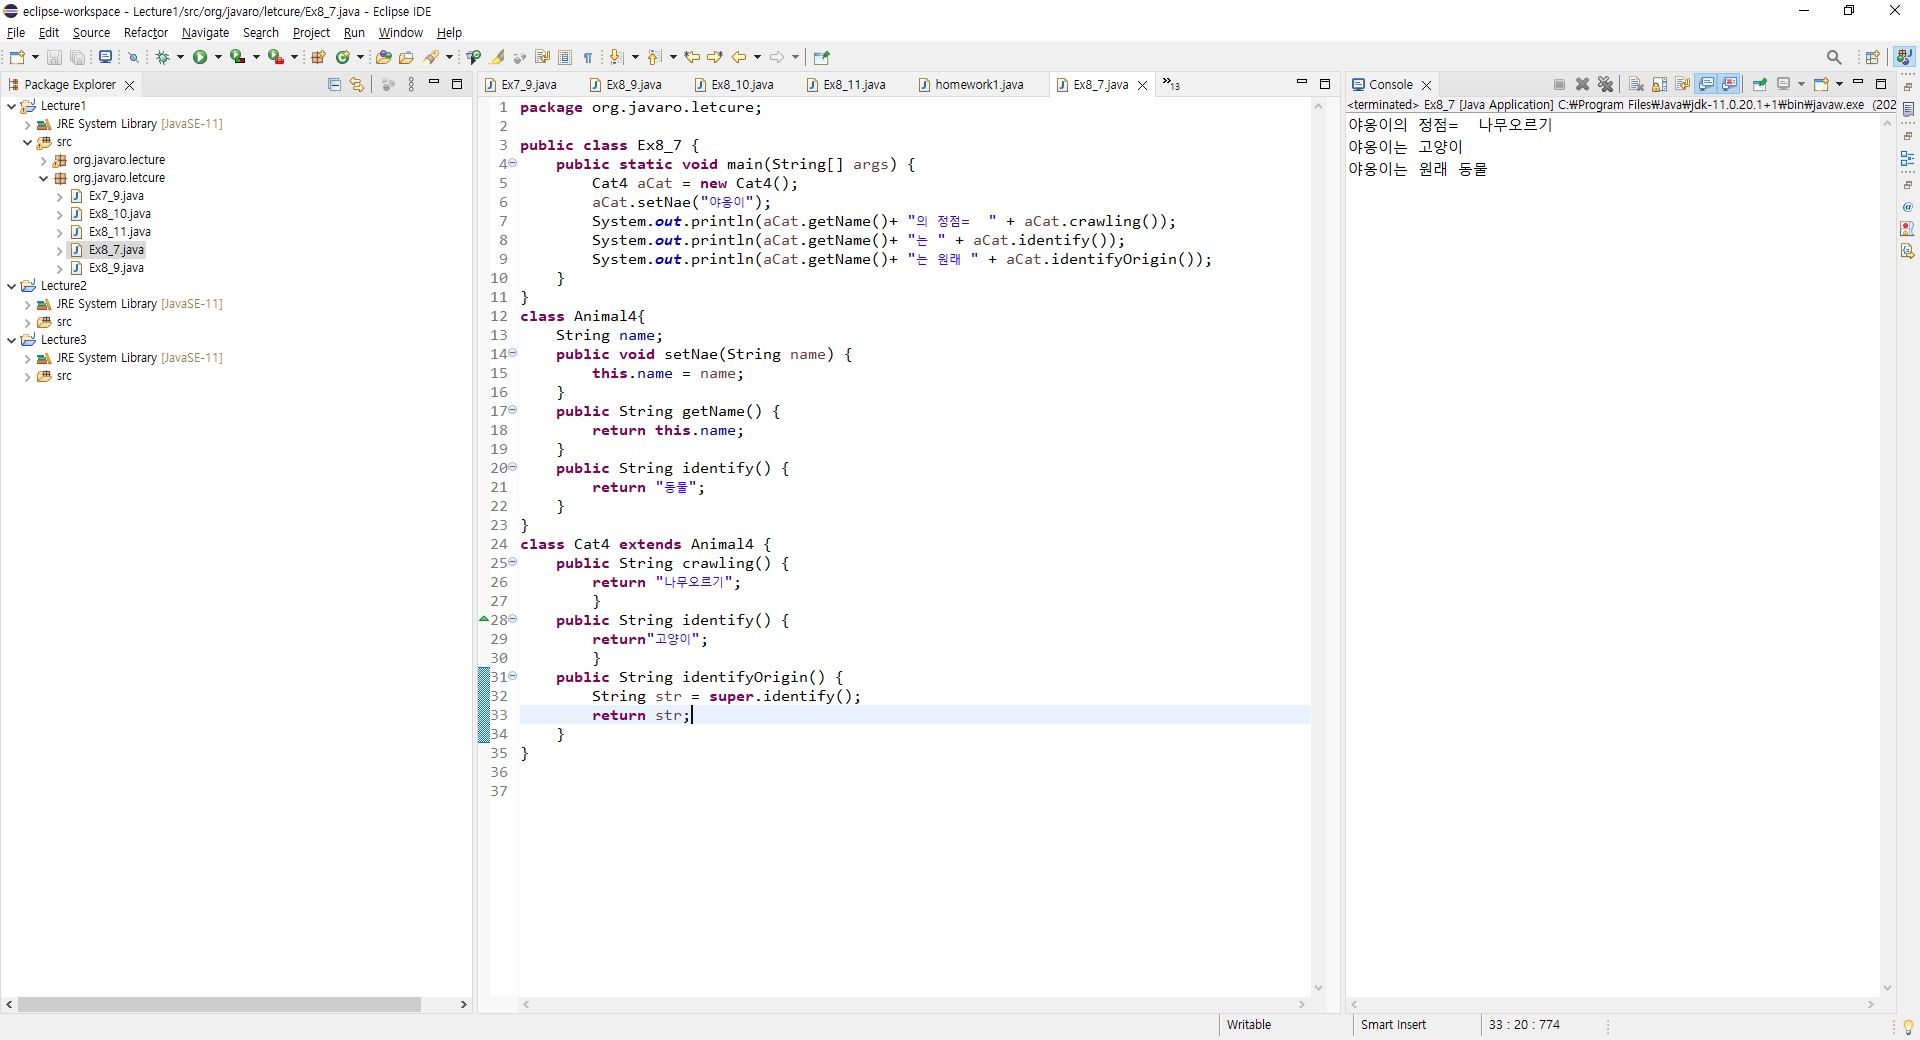 eclipse-workspace - Lecture1/src/org/javaro/letcure/Ex8_7.java - Eclipse IDE
File Edit Source Refactor Navigate Search Project Run Window Help
Package Explorer
Lecture1
JRE System Library [JavaSE-11]
src
org.javaro.lecture
org.javaro.letcure
Ex7_9.java
Ex8_10.java
Ex8_11.java
Ex8_7.java
Ex8_9.java
Lecture2
JRE System Library [JavaSE-11]
src
Lecture3
JRE System Library [JavaSE-11]
src
Ex7_9.java Ex8_9.java Ex8_10.java Ex8_11.java homework1.java Ex8_7.java »13
1 package org.javaro.letcure;
2
3 public class Ex8_7 {
4     public static void main(String[] args) {
5         Cat4 aCat = new Cat4();
6         aCat.setNae("야옹이");
7         System.out.println(aCat.getName()+ "의 정점=  " + aCat.crawling());
8         System.out.println(aCat.getName()+ "는 " + aCat.identify());
9         System.out.println(aCat.getName()+ "는 원래 " + aCat.identifyOrigin());
10     }
11 }
12 class Animal4{
13     String name;
14     public void setNae(String name) {
15         this.name = name;
16     }
17     public String getName() {
18         return this.name;
19     }
20     public String identify() {
21         return "동물";
22     }
23 }
24 class Cat4 extends Animal4 {
25     public String crawling() {
26         return "나무오르기";
27         }
28     public String identify() {
29         return"고양이";
30         }
31     public String identifyOrigin() {
32         String str = super.identify();
33         return str;
34     }
35 }
36
37
Console
<terminated> Ex8_7 [Java Application] C:₩Program Files₩Java₩jdk-11.0.20.1+1₩bin₩javaw.exe (202
야옹이의 정점=  나무오르기
야옹이는 고양이
야옹이는 원래 동물
Writable Smart Insert 33 : 20 : 774